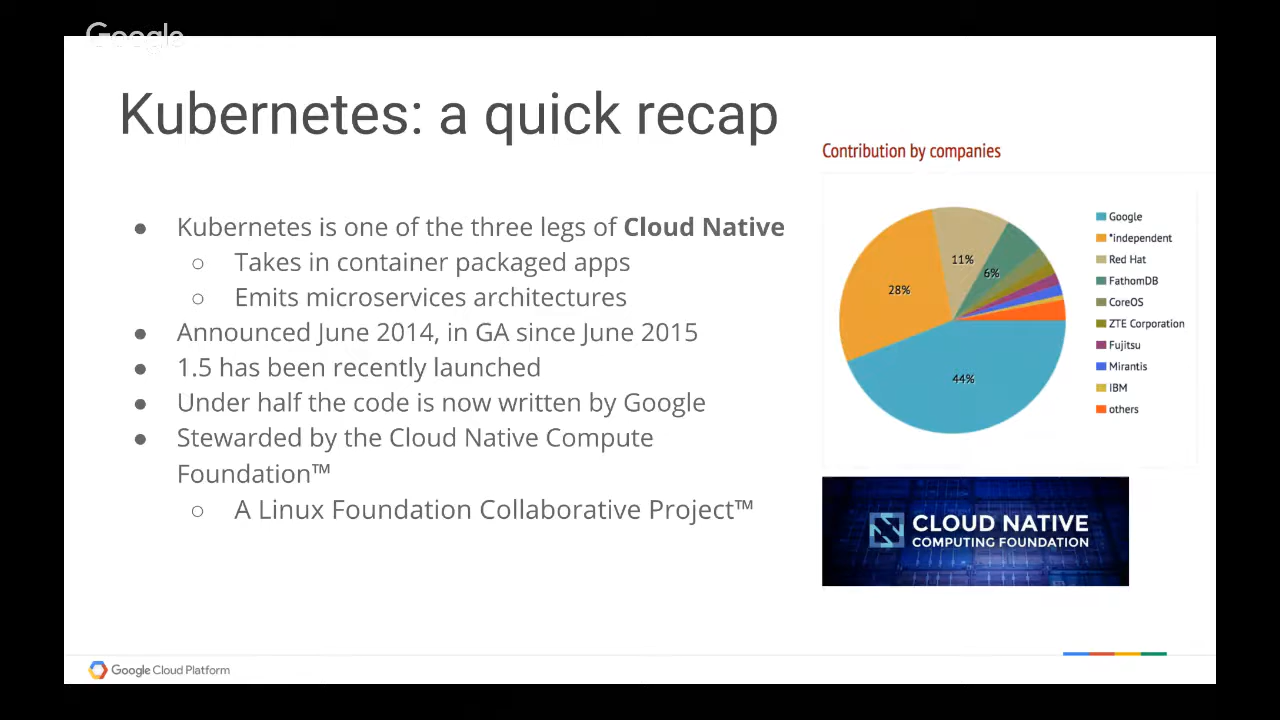 Google
Kubernetes: a quick recap
● Kubernetes is one of the three legs of Cloud Native
○ Takes in container packaged apps
○ Emits microservices architectures
● Announced June 2014, in GA since June 2015
● 1.5 has been recently launched
● Under half the code is now written by Google
● Stewarded by the Cloud Native Compute
Foundation™
○ A Linux Foundation Collaborative Project™
Contribution by companies
11%
6%
28%
44%
Google
*independent
Red Hat
FathomDB
CoreOS
ZTE Corporation
Fujitsu
Mirantis
IBM
others
CLOUD NATIVE
COMPUTING FOUNDATION
Google Cloud Platform